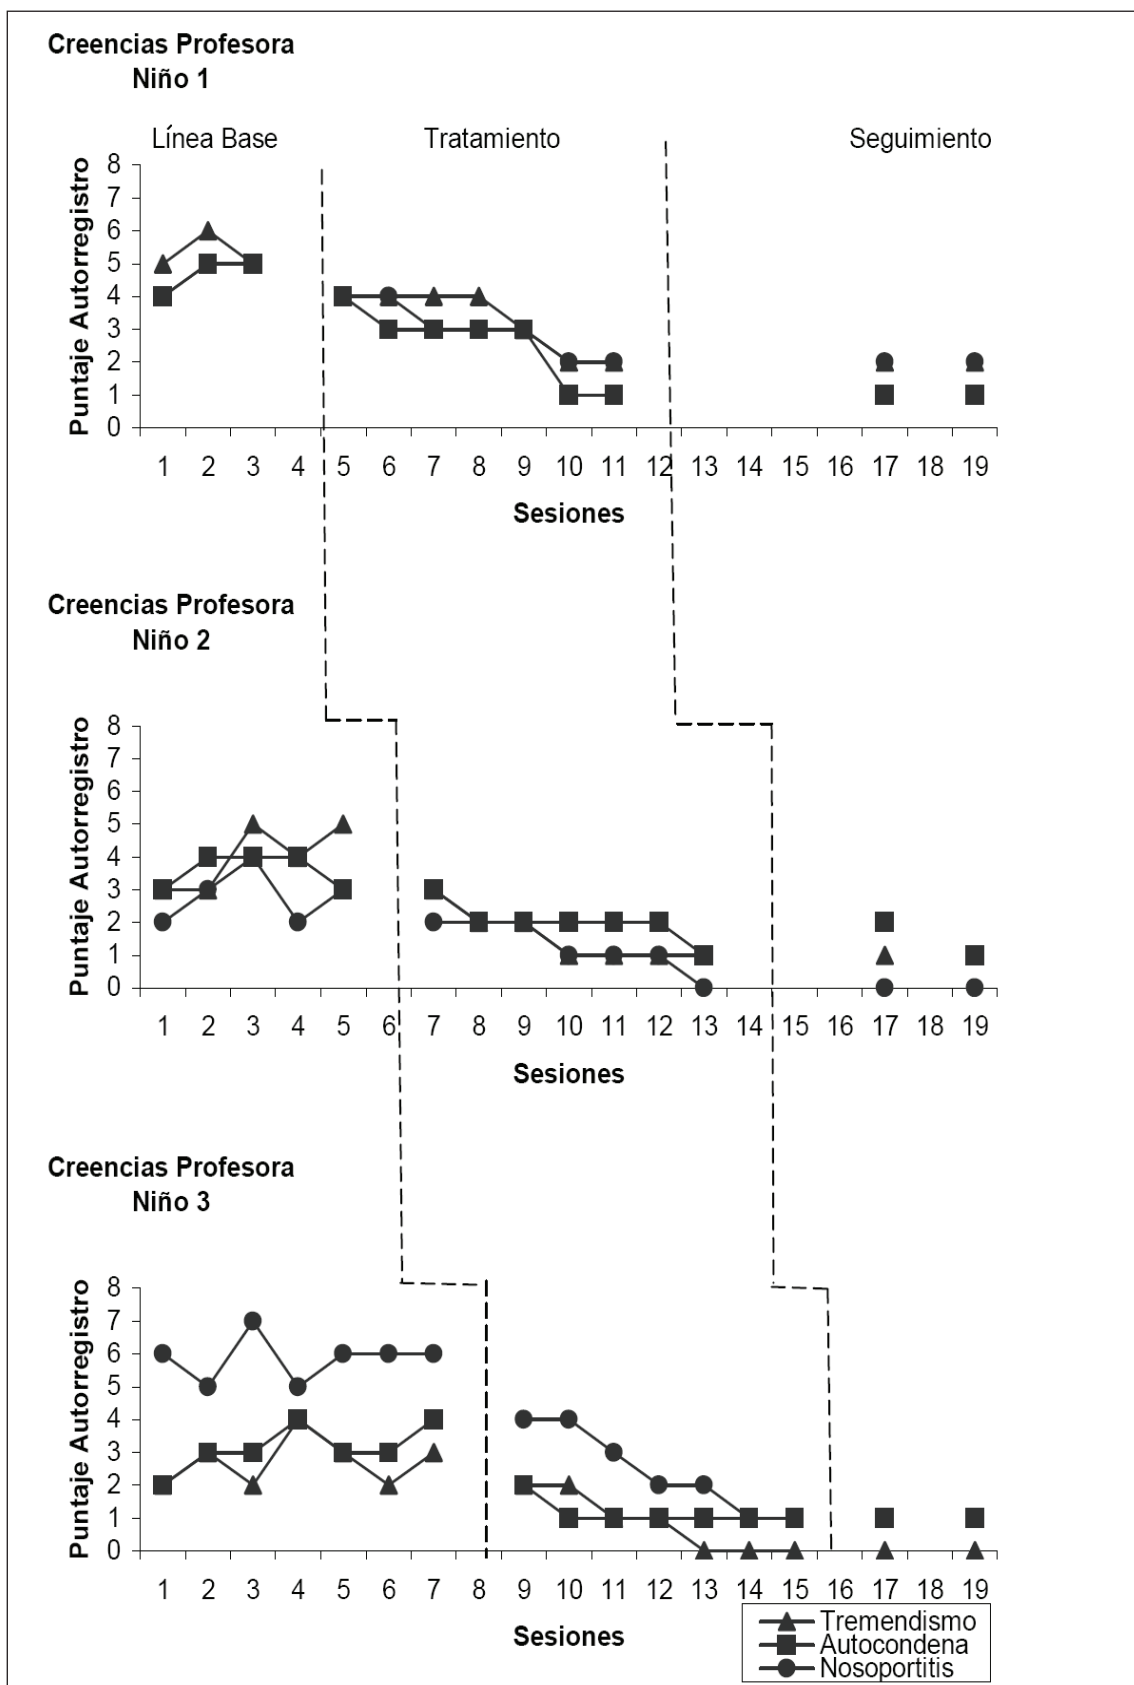 Creencias Profesora
Niño 1
Línea Base Tratamiento Seguimiento
Puntaje Autorregistro
8
7
6
5
4
3
2
1
0
1 2 3 4 5 6 7 8 9 10 11 12 13 14 15 16 17 18 19
Sesiones
Creencias Profesora
Niño 2
Puntaje Autorregistro
8
7
6
5
4
3
2
1
0
1 2 3 4 5 6 7 8 9 10 11 12 13 14 15 16 17 18 19
Sesiones
Creencias Profesora
Niño 3
Puntaje Autorregistro
8
7
6
5
4
3
2
1
0
1 2 3 4 5 6 7 8 9 10 11 12 13 14 15 16 17 18 19
Sesiones
Tremendismo
Autocondena
Nosoportitis